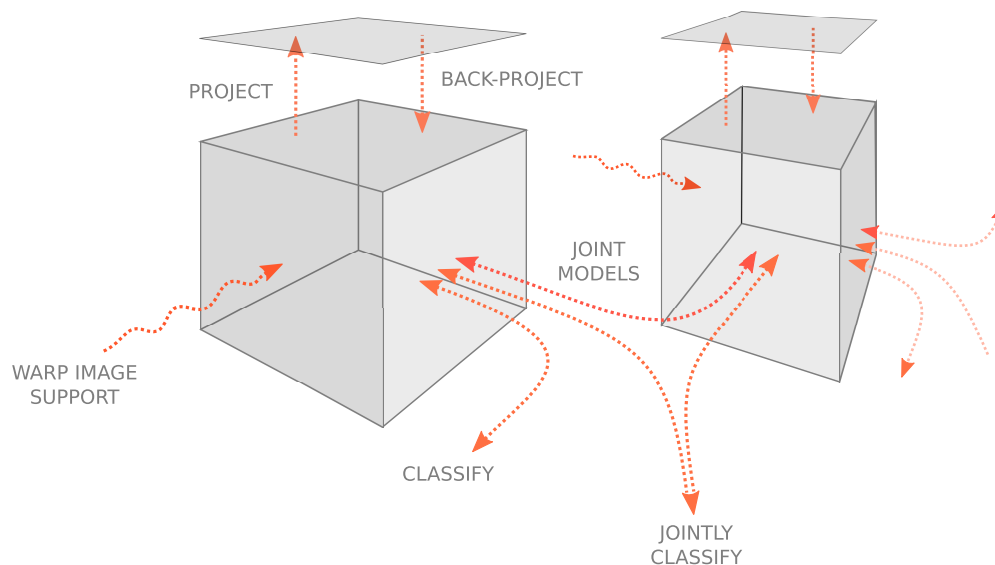 PROJECT
BACK-PROJECT
JOINT
MODELS
WARP IMAGE
SUPPORT
CLASSIFY
JOINTLY
CLASSIFY